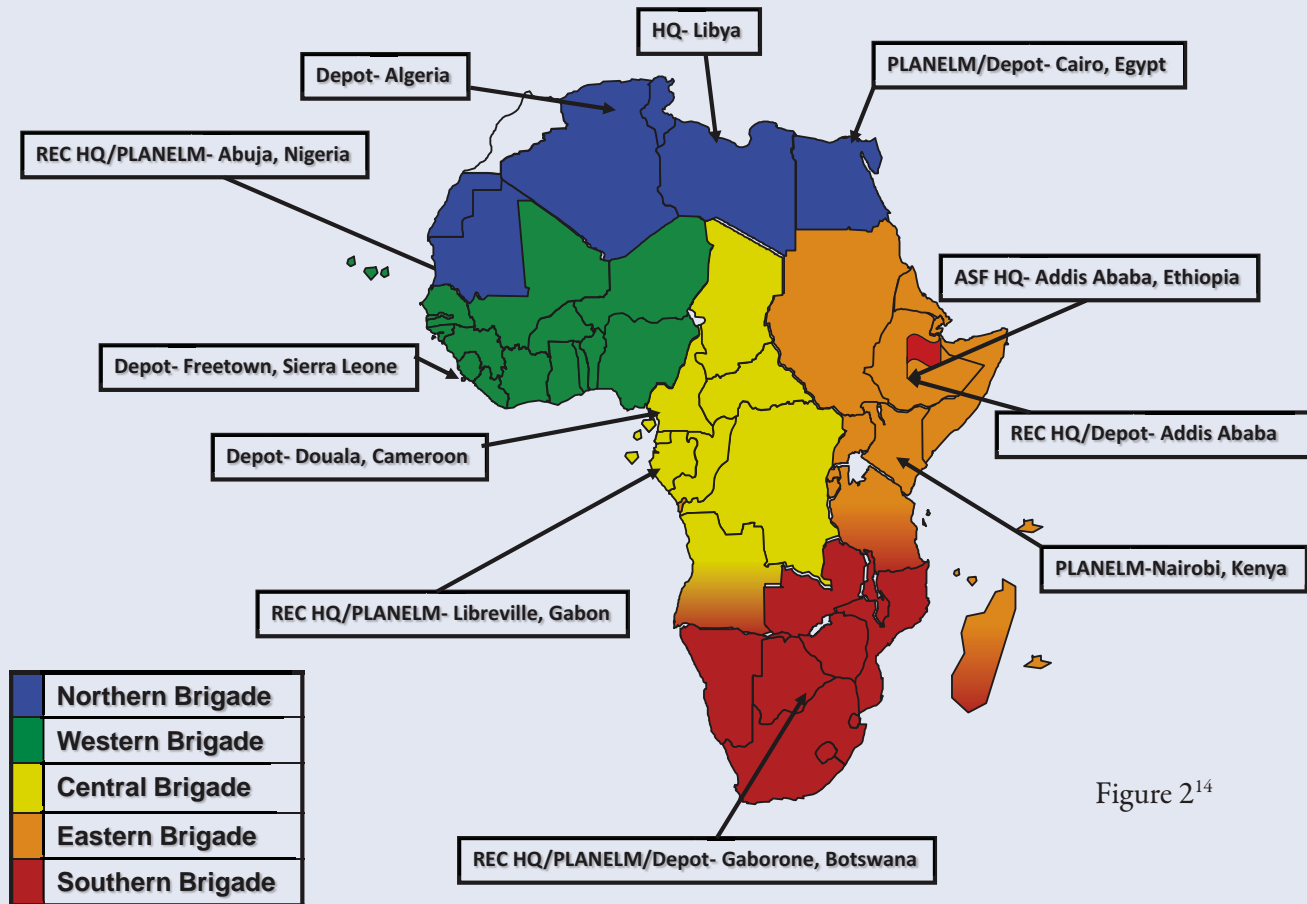 HQ- Libya
Depot- Algeria
PLANELM/Depot- Cairo, Egypt
REC HQ/PLANELM- Abuja, Nigeria
ASF HQ- Addis Ababa, Ethiopia
Depot- Freetown, Sierra Leone
REC HQ/Depot- Addis Ababa
Depot- Douala, Cameroon
PLANELM-Nairobi, Kenya
REC HQ/PLANELM- Libreville, Gabon
Northern Brigade
Western Brigade
Central Brigade
Eastern Brigade
Southern Brigade
Figure 2¹⁴
REC HQ/PLANELM/Depot- Gaborone, Botswana